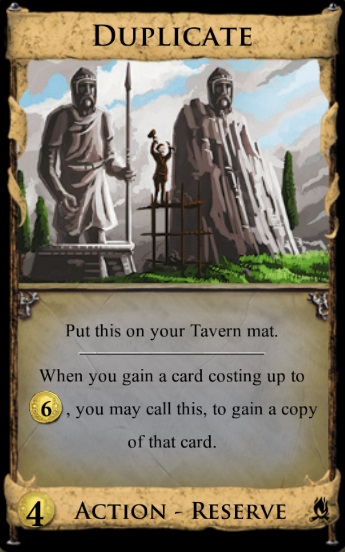 DUPLICATE
Put this on your Tavern mat.
When you gain a card costing up to
6 , you may call this, to gain a copy
of that card.
4 ACTION - RESERVE